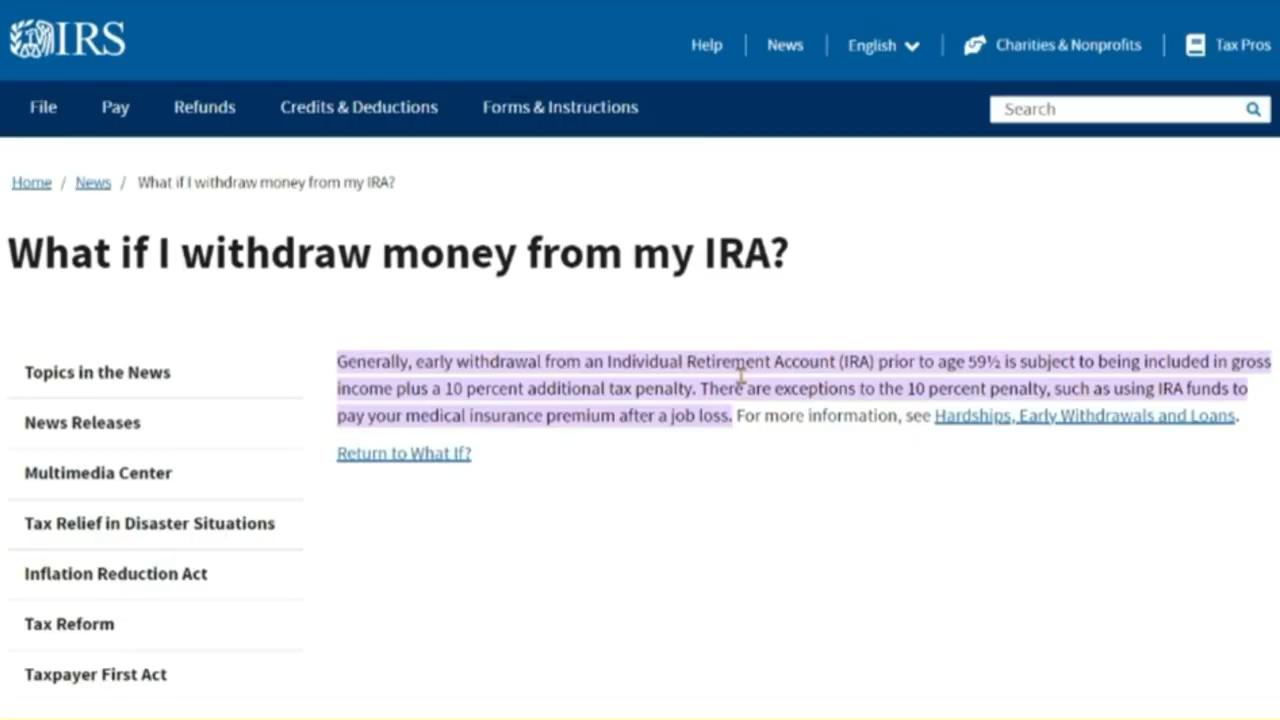 IRS
Help
News
English
Charities & Nonprofits
Tax Pros
File
Pay
Refunds
Credits & Deductions
Forms & Instructions
Search
Home / News / What if I withdraw money from my IRA?
What if I withdraw money from my IRA?
Topics in the News
News Releases
Multimedia Center
Tax Relief in Disaster Situations
Inflation Reduction Act
Tax Reform
Taxpayer First Act
Generally, early withdrawal from an Individual Retirement Account (IRA) prior to age 59½ is subject to being included in gross
income plus a 10 percent additional tax penalty. There are exceptions to the 10 percent penalty, such as using IRA funds to
pay your medical insurance premium after a job loss. For more information, see Hardships, Early Withdrawals and Loans.
Return to What If?